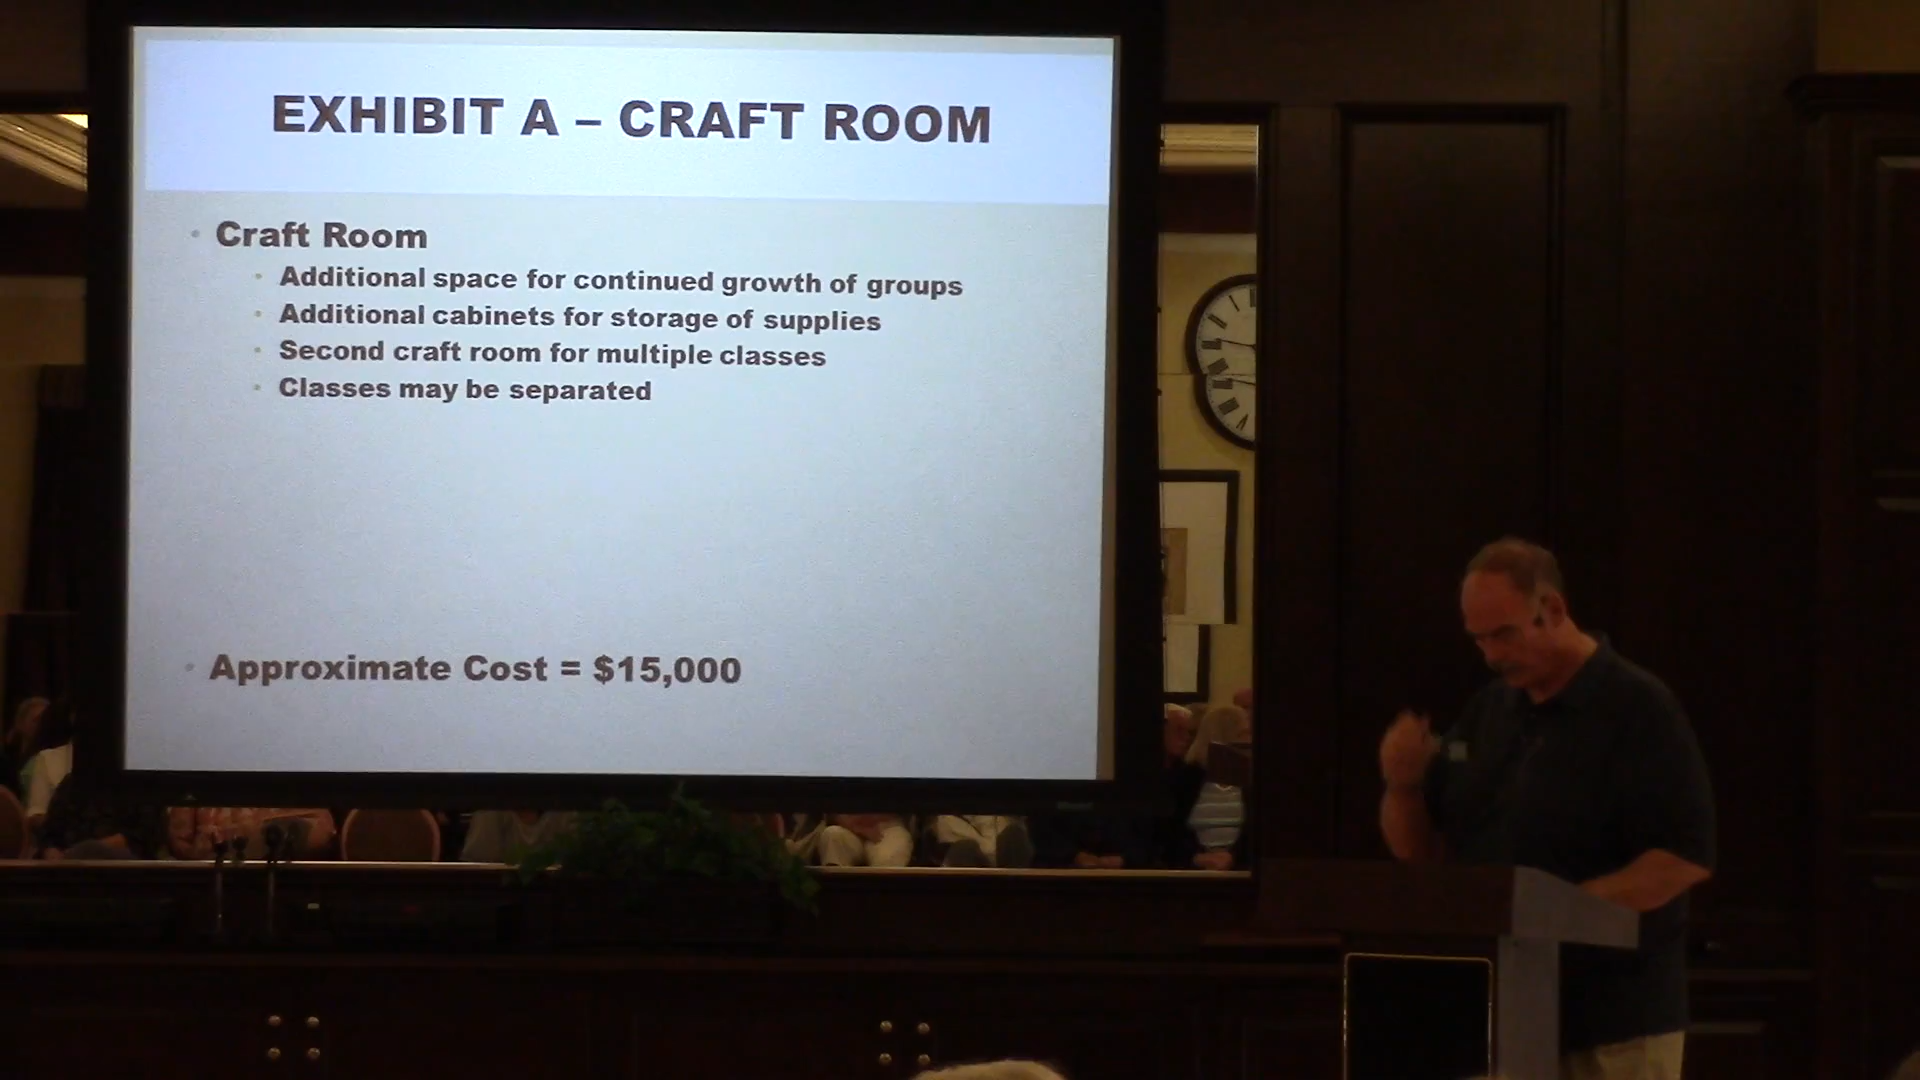 EXHIBIT A – CRAFT ROOM
• Craft Room
• Additional space for continued growth of groups
• Additional cabinets for storage of supplies
• Second craft room for multiple classes
• Classes may be separated
• Approximate Cost = $15,000